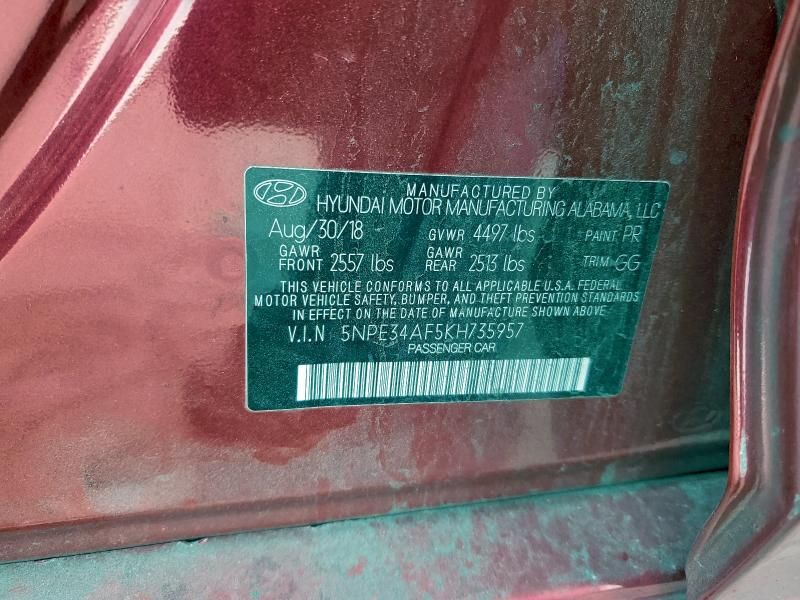 MANUFACTURED BY
HYUNDAI MOTOR MANUFACTURING ALABAMA, LLC
Aug/30/18 GVWR 4497 lbs PAINT PR
GAWR FRONT 2557 lbs GAWR REAR 2513 lbs TRIM GG
THIS VEHICLE CONFORMS TO ALL APPLICABLE U.S.A. FEDERAL
MOTOR VEHICLE SAFETY, BUMPER, AND THEFT PREVENTION STANDARDS
IN EFFECT ON THE DATE OF MANUFACTURE SHOWN ABOVE
V.I.N 5NPE34AF5KH735957
PASSENGER CAR